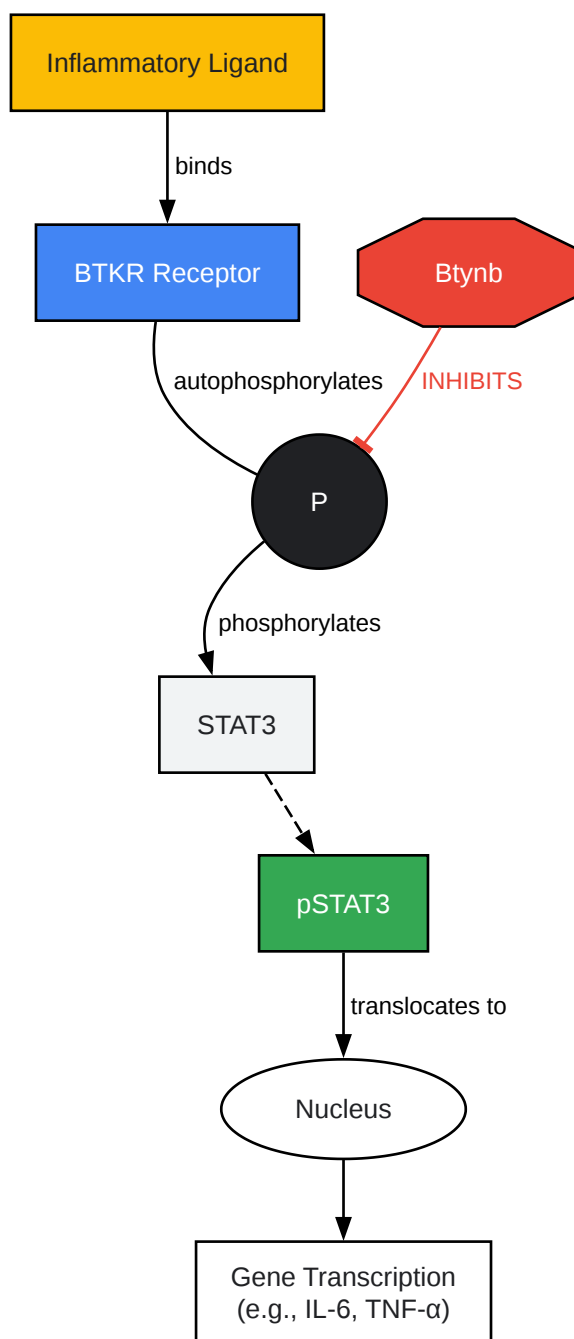 Inflammatory Ligand
binds
BTKR Receptor
Btynb
autophosphorylates
INHIBITS
P
phosphorylates
STAT3
pSTAT3
translocates to
Nucleus
Gene Transcription
(e.g., IL-6, TNF-α)